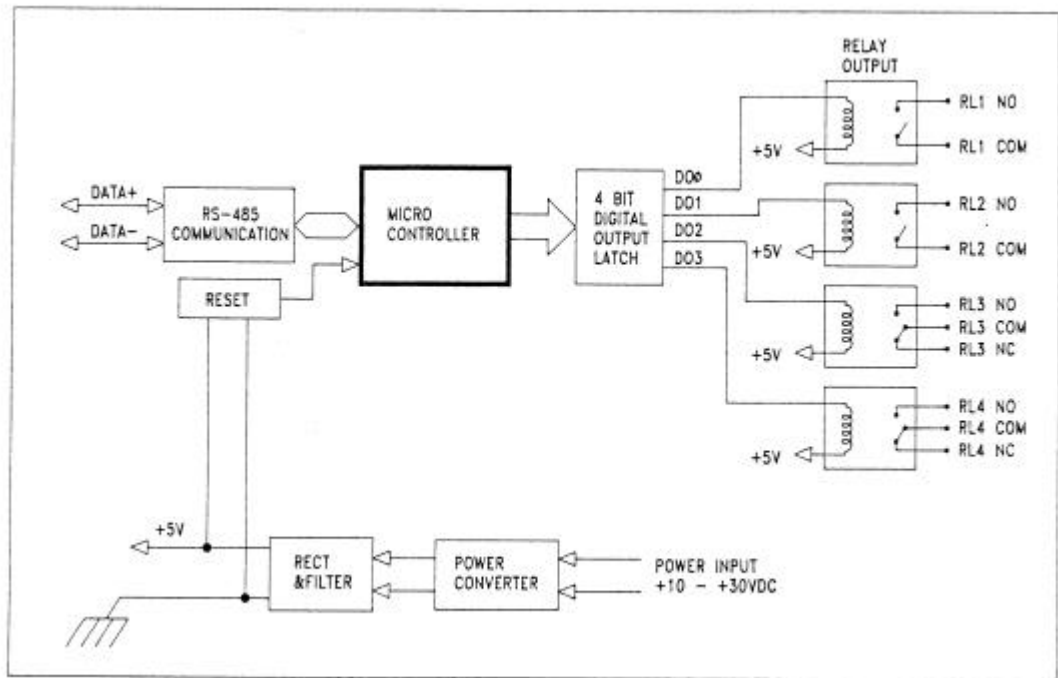 RELAY
OUTPUT
RL1 NO
RL1 COM
+5V
DATA+
DATA-
RS-485
COMMUNICATION
MICRO
CONTROLLER
4 BIT
DIGITAL
OUTPUT
LATCH
DOø
DO1
DO2
DO3
RL2 NO
RL2 COM
+5V
RESET
RL3 NO
RL3 COM
RL3 NC
+5V
RL4 NO
RL4 COM
RL4 NC
+5V
+5V
RECT
&FILTER
POWER
CONVERTER
POWER INPUT
+10 - +30VDC